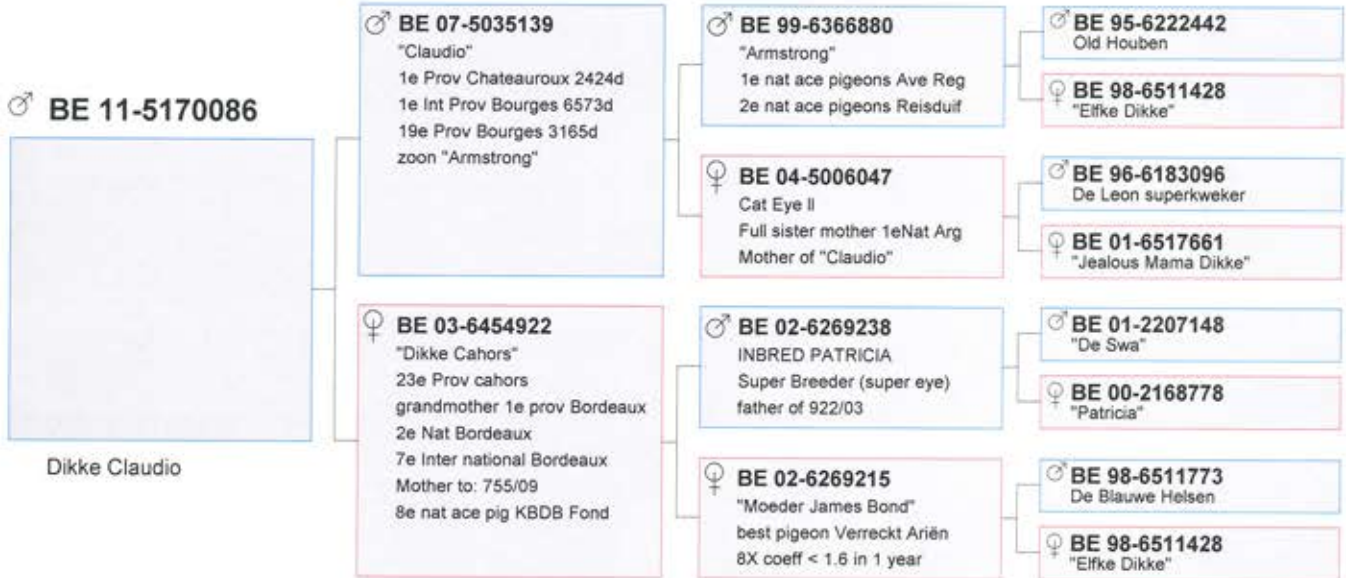 BE 11-5170086
Dikke Claudio
BE 07-5035139
"Claudio"
1e Prov Chateauroux 2424d
1e Int Prov Bourges 6573d
19e Prov Bourges 3165d
zoon "Armstrong"
BE 03-6454922
"Dikke Cahors"
23e Prov cahors
grandmother 1e prov Bordeaux
2e Nat Bordeaux
7e Inter national Bordeaux
Mother to: 755/09
8e nat ace pig KBDB Fond
BE 99-6366880
"Armstrong"
1e nat ace pigeons Ave Reg
2e nat ace pigeons Reisduif
BE 04-5006047
Cat Eye II
Full sister mother 1eNat Arg
Mother of "Claudio"
BE 02-6269238
INBRED PATRICIA
Super Breeder (super eye)
father of 922/03
BE 02-6269215
"Moeder James Bond"
best pigeon Verreckt Ariën
8X coeff < 1.6 in 1 year
BE 95-6222442
Old Houben
BE 98-6511428
"Elfke Dikke"
BE 96-6183096
De Leon superkweker
BE 01-6517661
"Jealous Mama Dikke"
BE 01-2207148
"De Swa"
BE 00-2168778
"Patricia"
BE 98-6511773
De Blauwe Helsen
BE 98-6511428
"Elfke Dikke"